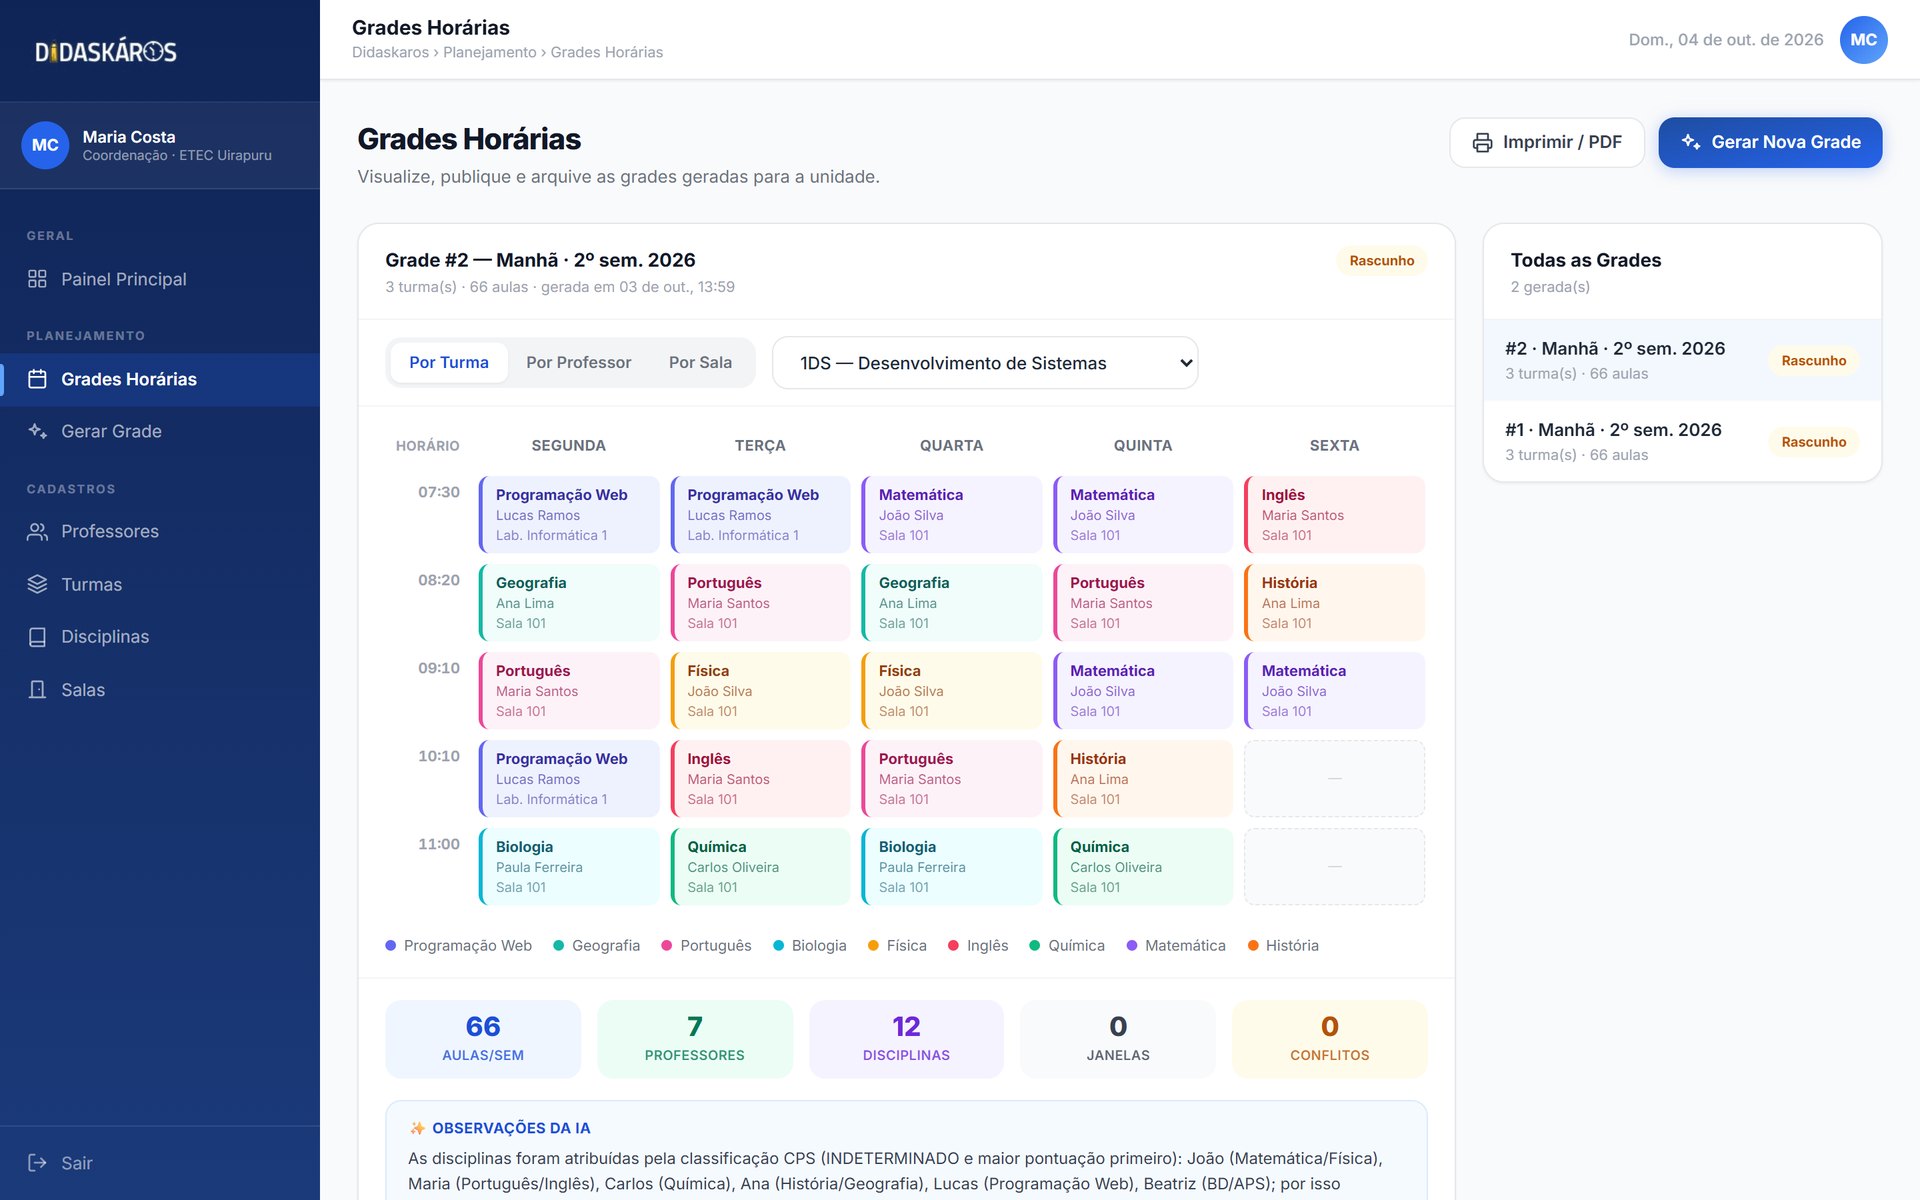 DiDASKÁROS
MC
Maria Costa
Coordenação · ETEC Uirapuru
GERAL
Painel Principal
PLANEJAMENTO
Grades Horárias
Gerar Grade
CADASTROS
Professores
Turmas
Disciplinas
Salas
Sair
Grades Horárias
Didaskaros › Planejamento › Grades Horárias
Dom., 04 de out. de 2026
MC
Grades Horárias
Visualize, publique e arquive as grades geradas para a unidade.
Imprimir / PDF
Gerar Nova Grade
Grade #2 — Manhã · 2º sem. 2026
3 turma(s) · 66 aulas · gerada em 03 de out., 13:59
Rascunho
Por Turma
Por Professor
Por Sala
1DS — Desenvolvimento de Sistemas
HORÁRIO SEGUNDA TERÇA QUARTA QUINTA SEXTA
07:30 Programação Web Programação Web Matemática Matemática Inglês
Lucas Ramos Lucas Ramos João Silva João Silva Maria Santos
Lab. Informática 1 Lab. Informática 1 Sala 101 Sala 101 Sala 101
08:20 Geografia Português Geografia Português História
Ana Lima Maria Santos Ana Lima Maria Santos Ana Lima
Sala 101 Sala 101 Sala 101 Sala 101 Sala 101
09:10 Português Física Física Matemática Matemática
Maria Santos João Silva João Silva João Silva João Silva
Sala 101 Sala 101 Sala 101 Sala 101 Sala 101
10:10 Programação Web Inglês Português História —
Lucas Ramos Maria Santos Maria Santos Ana Lima
Lab. Informática 1 Sala 101 Sala 101 Sala 101
11:00 Biologia Química Biologia Química —
Paula Ferreira Carlos Oliveira Paula Ferreira Carlos Oliveira
Sala 101 Sala 101 Sala 101 Sala 101
Programação Web Geografia Português Biologia Física Inglês Química Matemática História
66 7 12 0 0
AULAS/SEM PROFESSORES DISCIPLINAS JANELAS CONFLITOS
✨ OBSERVAÇÕES DA IA
As disciplinas foram atribuídas pela classificação CPS (INDETERMINADO e maior pontuação primeiro): João (Matemática/Física),
Maria (Português/Inglês), Carlos (Química), Ana (História/Geografia), Lucas (Programação Web), Beatriz (BD/APS); por isso
Todas as Grades
2 gerada(s)
#2 · Manhã · 2º sem. 2026
3 turma(s) · 66 aulas
Rascunho
#1 · Manhã · 2º sem. 2026
3 turma(s) · 66 aulas
Rascunho